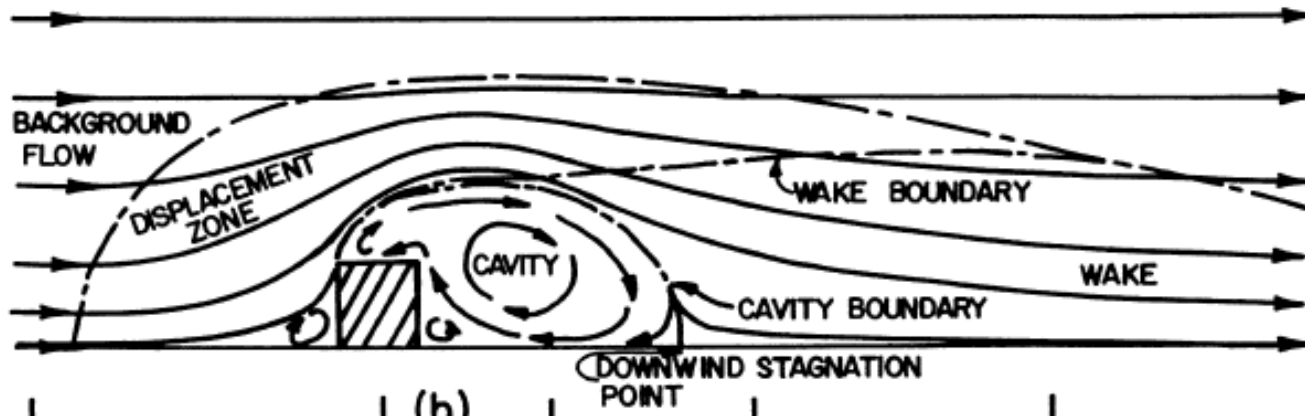 BACKGROUND
FLOW
DISPLACEMENT
ZONE
CAVITY
WAKE BOUNDARY
WAKE
CAVITY BOUNDARY
DOWNWIND STAGNATION
POINT